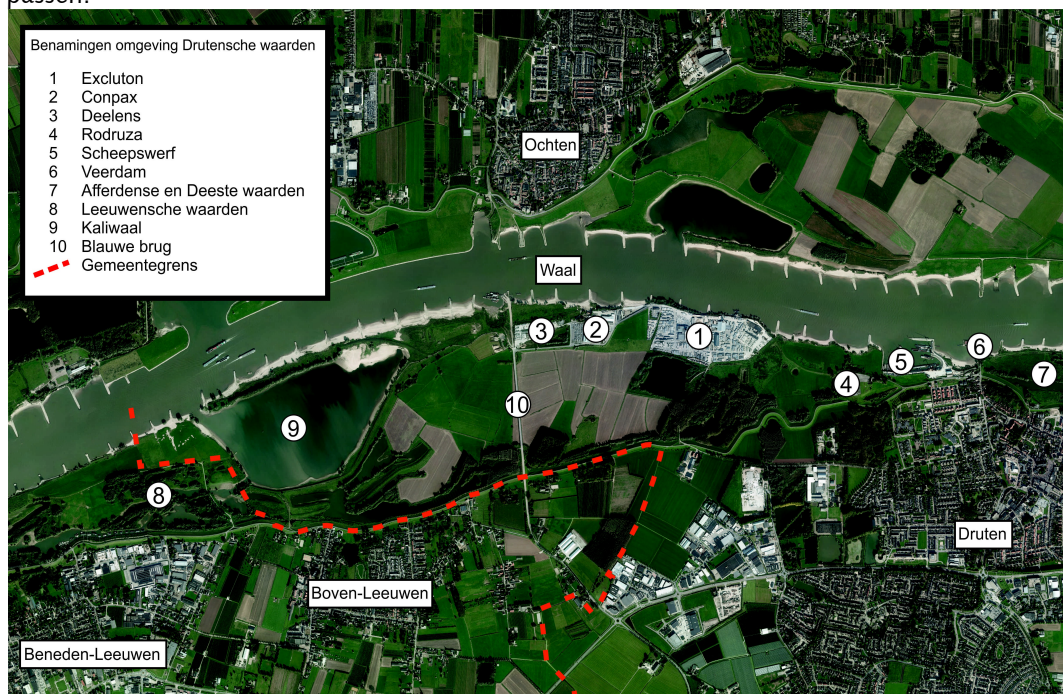 passen.
Benamingen omgeving Drutensche waarden
1 Excluton
2 Conpax
3 Deelens
4 Rodruza
5 Scheepswerf
6 Veerdam
7 Afferdense en Deeste waarden
8 Leeuwensche waarden
9 Kaliwaal
10 Blauwe brug
Gemeentegrens
Ochten
Waal
3
2
1
6
5
7
4
10
9
8
Druten
Boven-Leeuwen
Beneden-Leeuwen